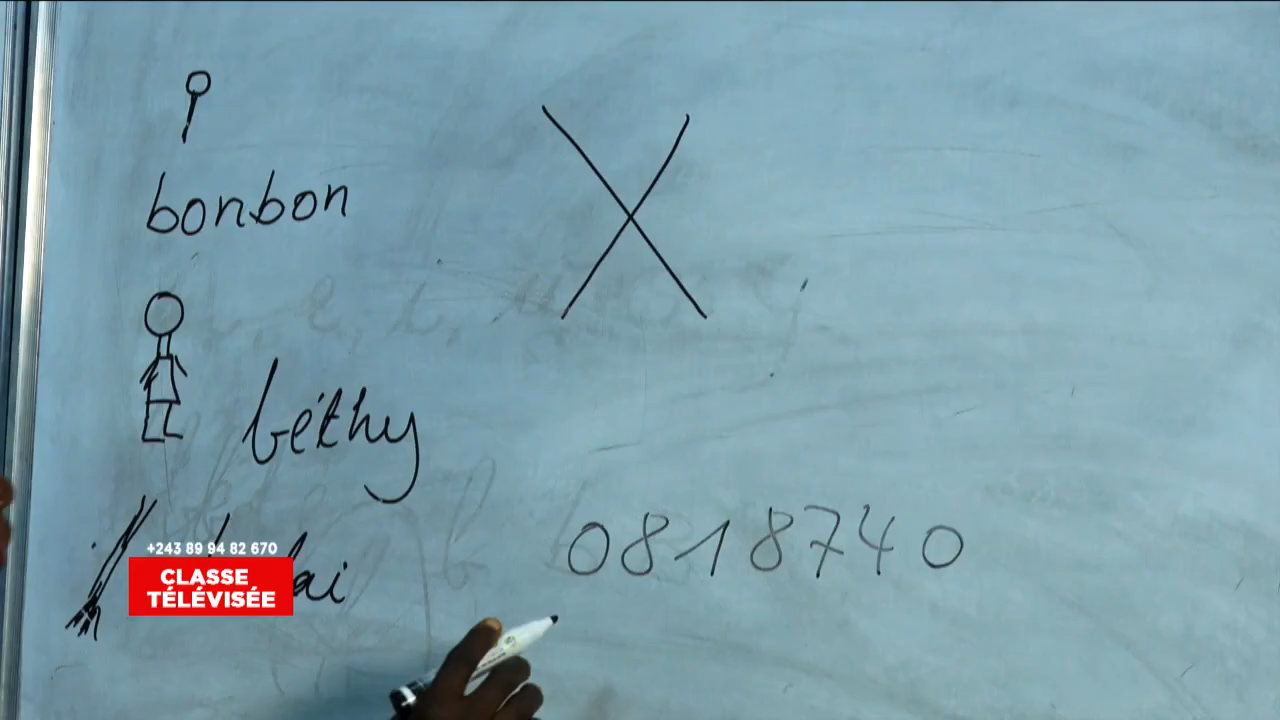 bonbon
béthy
0818740
+243 89 94 82 670
CLASSE
TÉLÉVISÉE